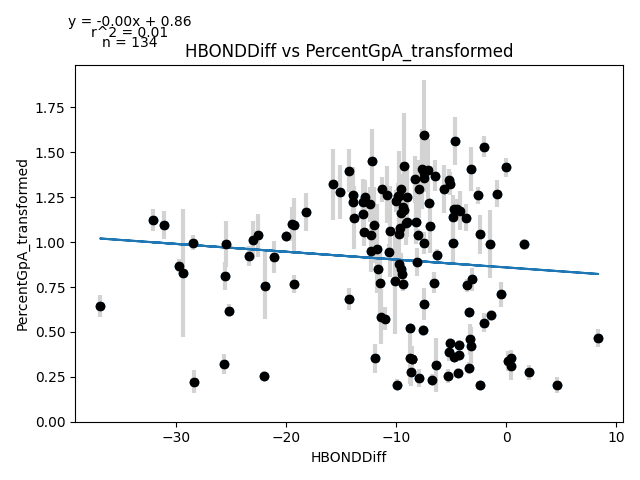 y = -0.00x + 0.86
r^2 = 0.01
n = 134
HBONDDiff vs PercentGpA_transformed
PercentGpA_transformed
1.75
1.50
1.25
1.00
0.75
0.50
0.25
0.00
−30
−20
−10
0
10
HBONDDiff